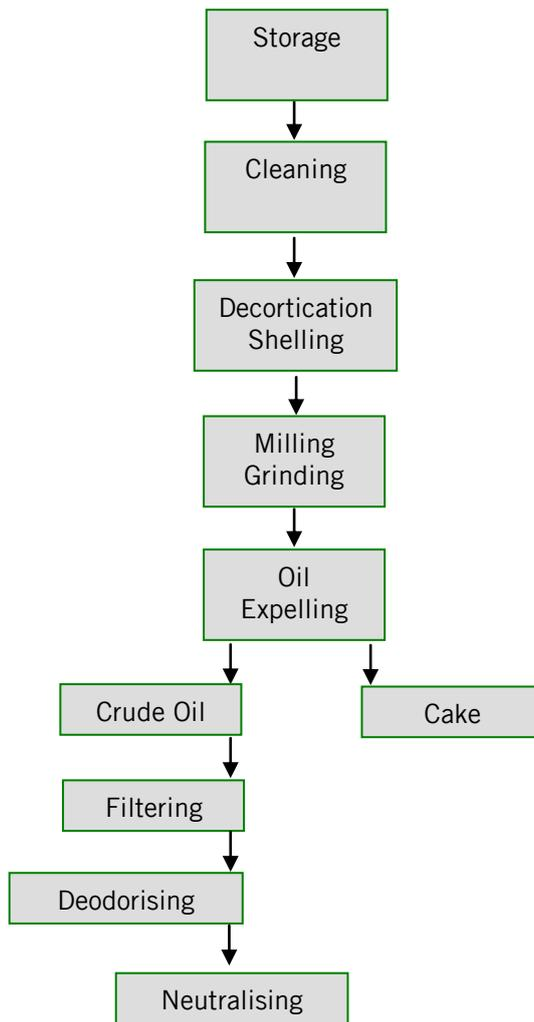 Storage
Cleaning
Decortication
Shelling
Milling
Grinding
Oil
Expelling
Crude Oil
Cake
Filtering
Deodorising
Neutralising